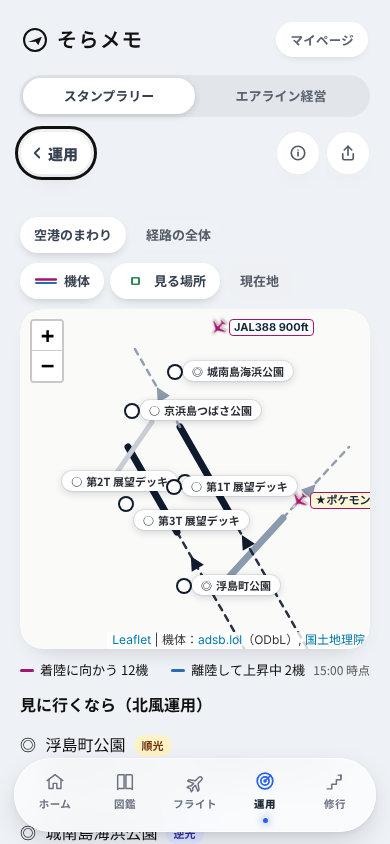 そらメモ
マイページ
スタンプラリー
エアライン経営
運用
空港のまわり
経路の全体
機体
見る場所
現在地
+
−
JAL388 900ft
◎ 城南島海浜公園
○ 京浜島つばさ公園
○ 第2T 展望デッキ
○ 第1T 展望デッキ
★ポケモン
○ 第3T 展望デッキ
◎ 浮島町公園
Leaflet | 機体：adsb.lol（ODbL）, 国土地理院
着陸に向かう 12機
離陸して上昇中 2機
15:00 時点
見に行くなら（北風運用）
◎ 浮島町公園 順光
ホーム
図鑑
フライト
運用
修行
◎ 城南島海浜公園 逆光